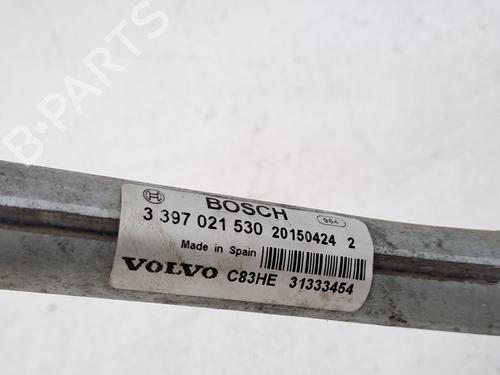 BOSCH
984
3 397 021 530 20150424 2
Made in Spain
VOLVO C83HE 31333454
B-PARTS